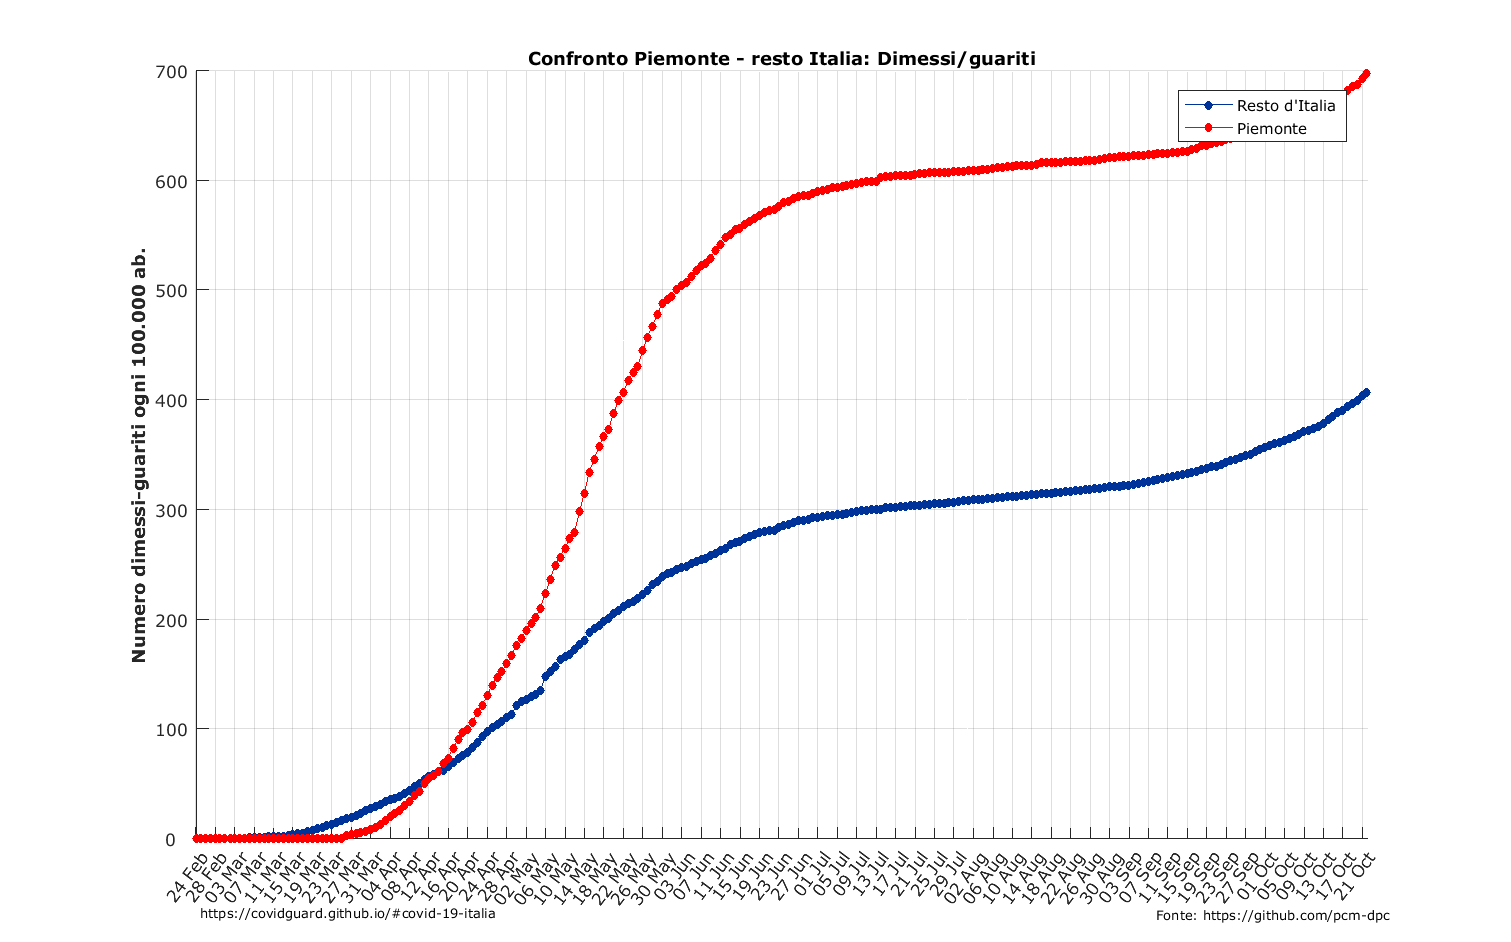 Confronto Piemonte - resto Italia: Dimessi/guariti
Numero dimessi-guariti ogni 100.000 ab.
700
600
500
400
300
200
100
0
Resto d'Italia
Piemonte
24 Feb
28 Feb
03 Mar
07 Mar
11 Mar
15 Mar
19 Mar
23 Mar
27 Mar
31 Mar
04 Apr
08 Apr
12 Apr
16 Apr
20 Apr
24 Apr
28 Apr
02 May
06 May
10 May
14 May
18 May
22 May
26 May
30 May
03 Jun
07 Jun
11 Jun
15 Jun
19 Jun
23 Jun
27 Jun
01 Jul
05 Jul
09 Jul
13 Jul
17 Jul
21 Jul
25 Jul
29 Jul
02 Aug
06 Aug
10 Aug
14 Aug
18 Aug
22 Aug
26 Aug
30 Aug
03 Sep
07 Sep
11 Sep
15 Sep
19 Sep
23 Sep
27 Sep
01 Oct
05 Oct
09 Oct
13 Oct
17 Oct
21 Oct
https://covidguard.github.io/#covid-19-italia
Fonte: https://github.com/pcm-dpc